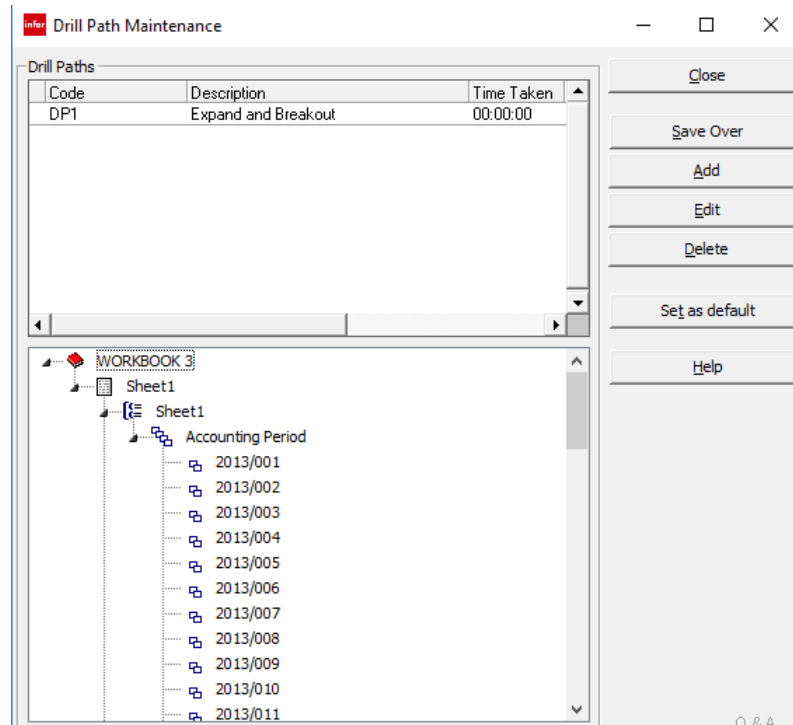 infor Drill Path Maintenance
Drill Paths
Code Description Time Taken
DP1 Expand and Breakout 00:00:00
Close
Save Over
Add
Edit
Delete
Set as default
Help
WORKBOOK 3
Sheet1
Sheet1
Accounting Period
2013/001
2013/002
2013/003
2013/004
2013/005
2013/006
2013/007
2013/008
2013/009
2013/010
2013/011
Q & A